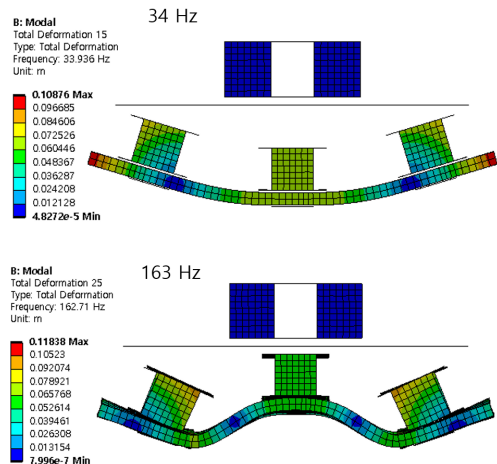 34 Hz
B: Modal
Total Deformation 15
Type: Total Deformation
Frequency: 33.936 Hz
Unit: m
0.10876 Max
0.096685
0.084606
0.072526
0.060446
0.048367
0.036287
0.024208
0.012128
4.8272e-5 Min
163 Hz
B: Modal
Total Deformation 25
Type: Total Deformation
Frequency: 162.71 Hz
Unit: m
0.11838 Max
0.10523
0.092074
0.078921
0.065768
0.052614
0.039461
0.026308
0.013154
7.996e-7 Min